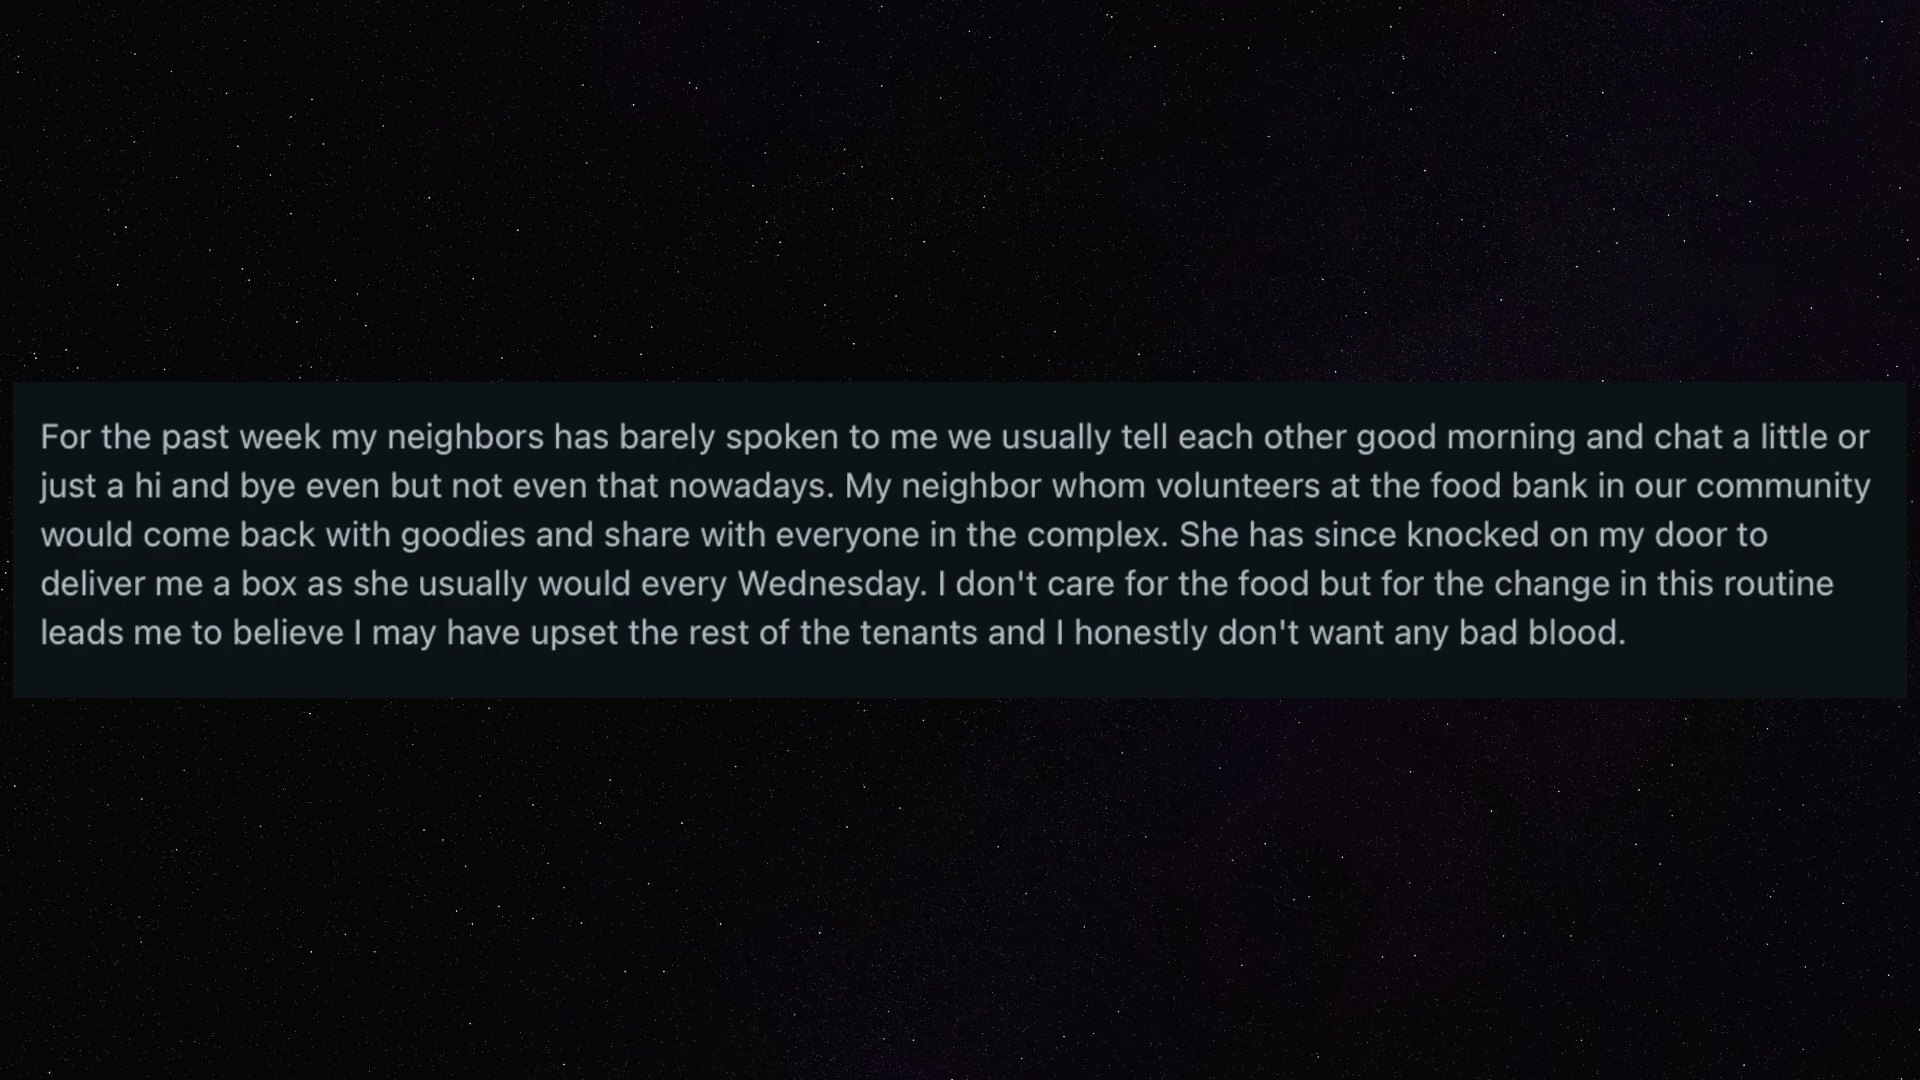 For the past week my neighbors has barely spoken to me we usually tell each other good morning and chat a little or
just a hi and bye even but not even that nowadays. My neighbor whom volunteers at the food bank in our community
would come back with goodies and share with everyone in the complex. She has since knocked on my door to
deliver me a box as she usually would every Wednesday. I don't care for the food but for the change in this routine
leads me to believe I may have upset the rest of the tenants and I honestly don't want any bad blood.